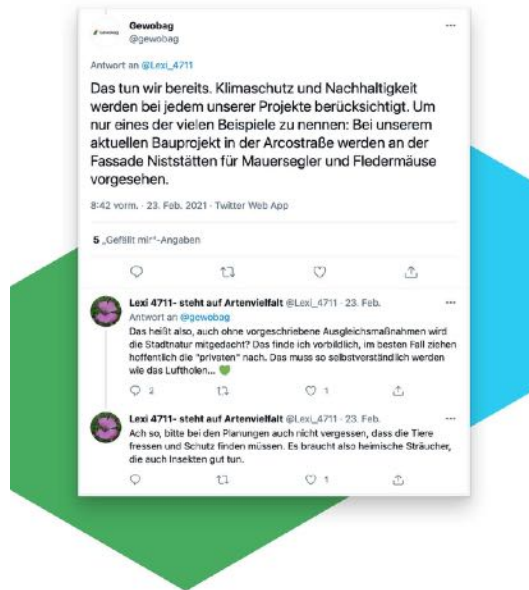 Gewobag
@gewobag
Antwort an @Lexi_4711
Das tun wir bereits. Klimaschutz und Nachhaltigkeit
werden bei jedem unserer Projekte berücksichtigt. Um
nur eines der vielen Beispiele zu nennen: Bei unserem
aktuellen Bauprojekt in der Arcostraße werden an der
Fassade Niststätten für Mauersegler und Fledermäuse
vorgesehen.
8:42 vorm. · 23. Feb. 2021 · Twitter Web App
5 „Gefällt mir“-Angaben
Lexi 4711- steht auf Artenvielfalt @Lexi_4711 · 23. Feb.
Antwort an @gewobag
Das heißt also, auch ohne vorgeschriebene Ausgleichsmaßnahmen wird
die Stadtnatur mitgedacht? Das finde ich vorbildlich, im besten Fall ziehen
hoffentlich die "privaten" nach. Das muss so selbstverständlich werden
wie das Luftholen... 💚
2 1
Lexi 4711- steht auf Artenvielfalt @Lexi_4711 · 23. Feb.
Ach so, bitte bei den Planungen auch nicht vergessen, dass die Tiere
fressen und Schutz finden müssen. Es braucht also heimische Sträucher,
die auch Insekten gut tun.
1